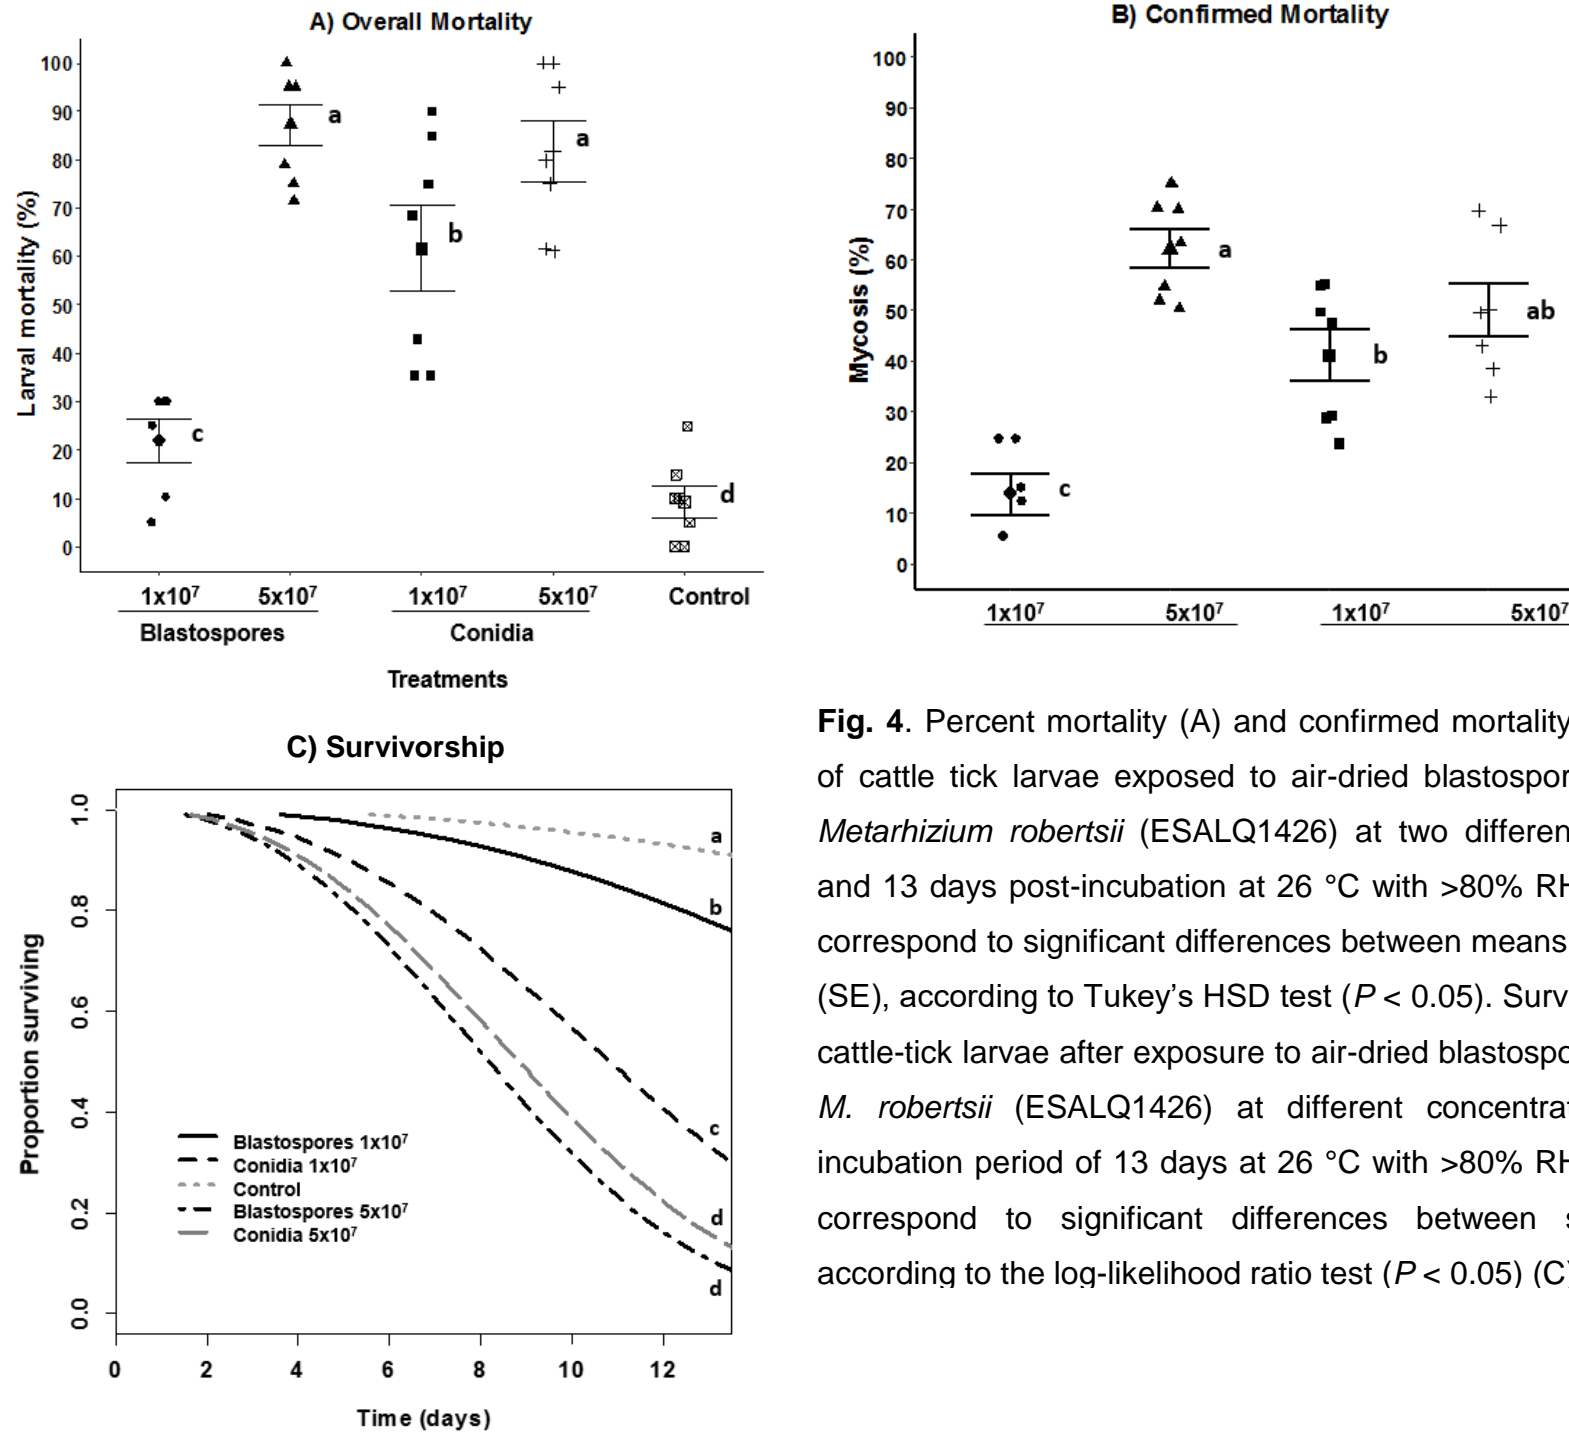 A) Overall Mortality
Larval mortality (%)
100
90
80
70
60
50
40
30
20
10
0
a
a
b
c
d
1x10⁷ 5x10⁷ 1x10⁷ 5x10⁷ Control
Blastospores Conidia
Treatments
B) Confirmed Mortality
Mycosis (%)
100
90
80
70
60
50
40
30
20
10
0
a
ab
b
c
1x10⁷ 5x10⁷ 1x10⁷ 5x10⁷
C) Survivorship
Proportion surviving
1.0
0.8
0.6
0.4
0.2
0.0
a
b
c
d
d
Blastospores 1x10⁷
Conidia 1x10⁷
Control
Blastospores 5x10⁷
Conidia 5x10⁷
0 2 4 6 8 10 12
Time (days)
Fig. 4. Percent mortality (A) and confirmed mortality
of cattle tick larvae exposed to air-dried blastospor
Metarhizium robertsii (ESALQ1426) at two differen
and 13 days post-incubation at 26 °C with >80% RH
correspond to significant differences between means
(SE), according to Tukey's HSD test (P < 0.05). Surv
cattle-tick larvae after exposure to air-dried blastospo
M. robertsii (ESALQ1426) at different concentrat
incubation period of 13 days at 26 °C with >80% RH
correspond to significant differences between s
according to the log-likelihood ratio test (P < 0.05) (C)